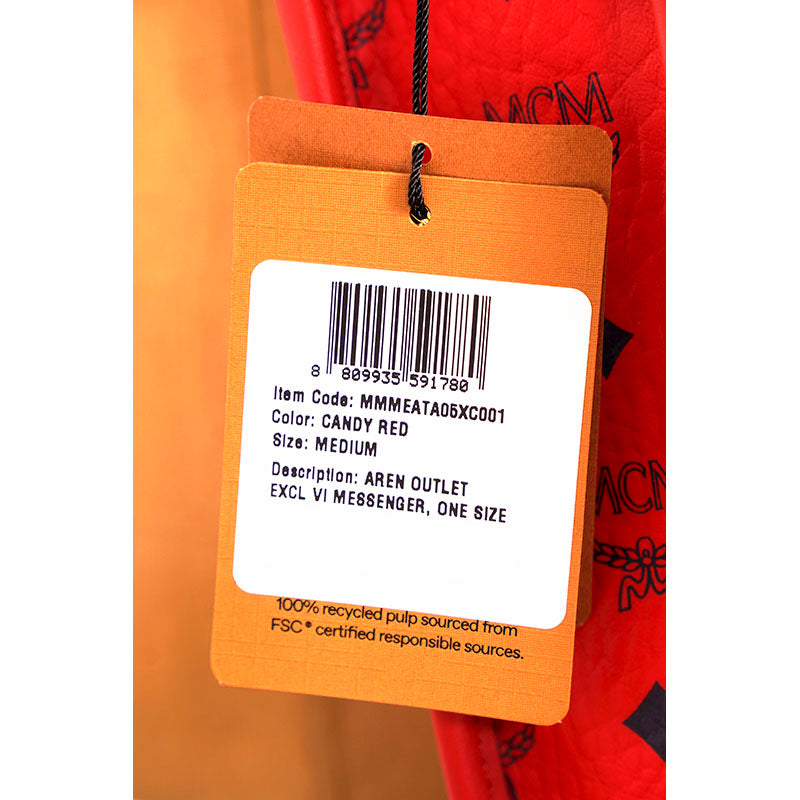 MCM
8 809935 591780
Item Code: MMMEATA05XC001
Color: CANDY RED
Size: MEDIUM
Description: AREN OUTLET
EXCL VI MESSENGER, ONE SIZE
MCM
100% recycled pulp sourced from
FSC® certified responsible sources.